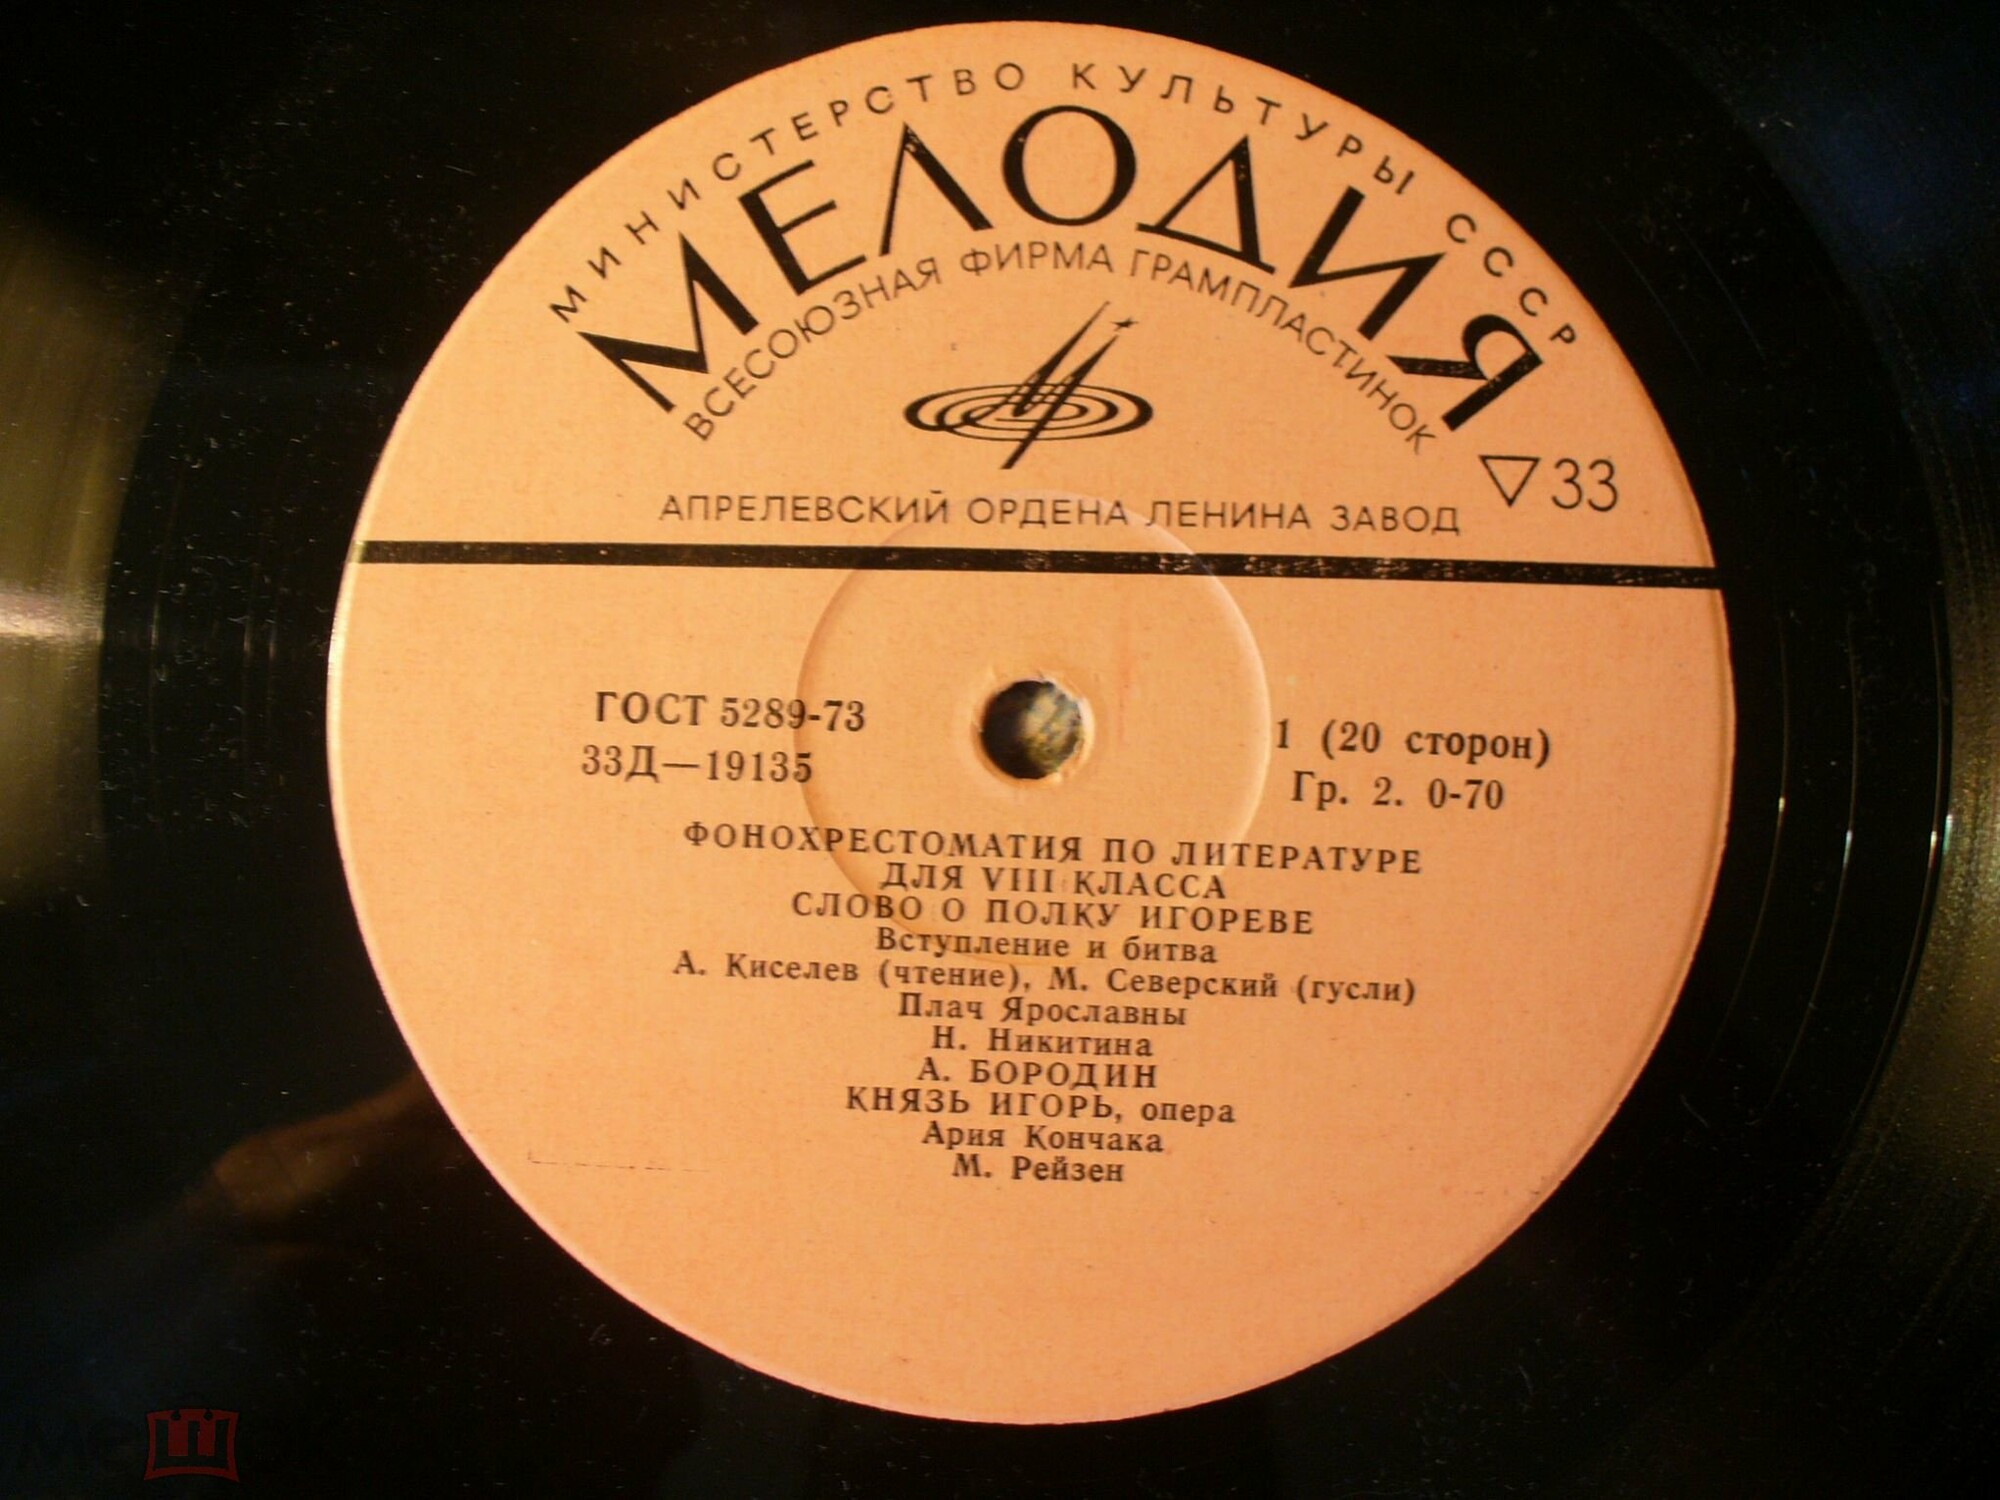 МИНИСТЕРСТВО КУЛЬТУРЫ СССР
МЕЛОДИЯ
ВСЕСОЮЗНАЯ ФИРМА ГРАМПЛАСТИНОК
33
АПРЕЛЕВСКИЙ ОРДЕНА ЛЕНИНА ЗАВОД
ГОСТ 5289-73
33Д—19135
1 (20 сторон)
Гр. 2. 0-70
ФОНОХРЕСТОМАТИЯ ПО ЛИТЕРАТУРЕ
ДЛЯ VIII КЛАССА
СЛОВО О ПОЛКУ ИГОРЕВЕ
Вступление и битва
А. Киселев (чтение), М. Северский (гусли)
Плач Ярославны
Н. Никитина
А. БОРОДИН
КНЯЗЬ ИГОРЬ, опера
Ария Кончака
М. Рейзен